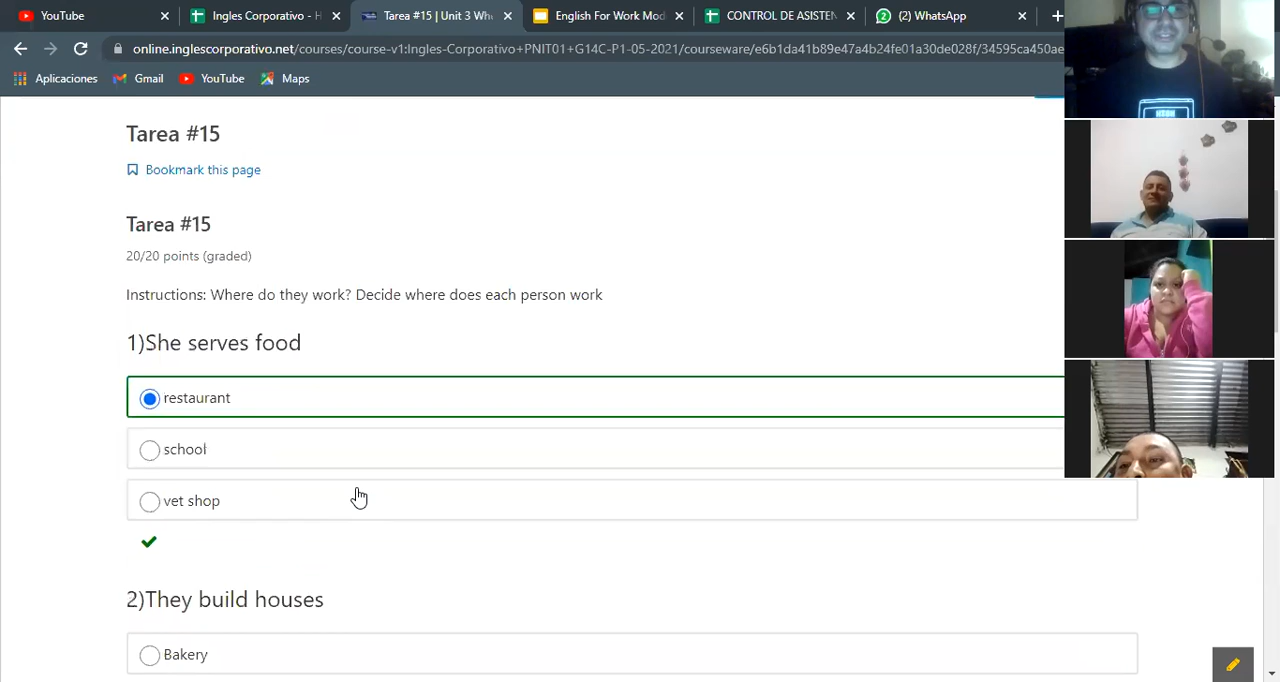 YouTube
Ingles Corporativo - H
Tarea #15 | Unit 3 Wh
English For Work Mod
CONTROL DE ASISTEN
(2) WhatsApp
online.inglescorporativo.net/courses/course-v1:Ingles-Corporativo+PNIT01+G14C-P1-05-2021/courseware/e6b1da41b89e47a4b24fe01a30de028f/34595ca450ae
Aplicaciones
Gmail
YouTube
Maps
Tarea #15
Bookmark this page
Tarea #15
20/20 points (graded)
Instructions: Where do they work? Decide where does each person work
1)She serves food
restaurant
school
vet shop
2)They build houses
Bakery